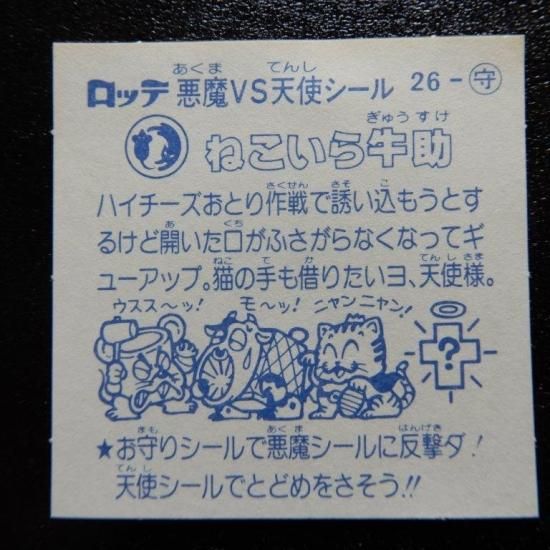 ロッテ 悪魔VS天使シール 26-守
ねこいら牛助
ハイチーズおとり作戦で誘い込もうとす
るけど開いた口がふさがらなくなってギ
ューアップ。猫の手も借りたいヨ、天使様。
ウスス〜ッ! モ〜ッ! ニャンニャン!
?
★お守りシールで悪魔シールに反撃ダ!
天使シールでとどめをさそう!!